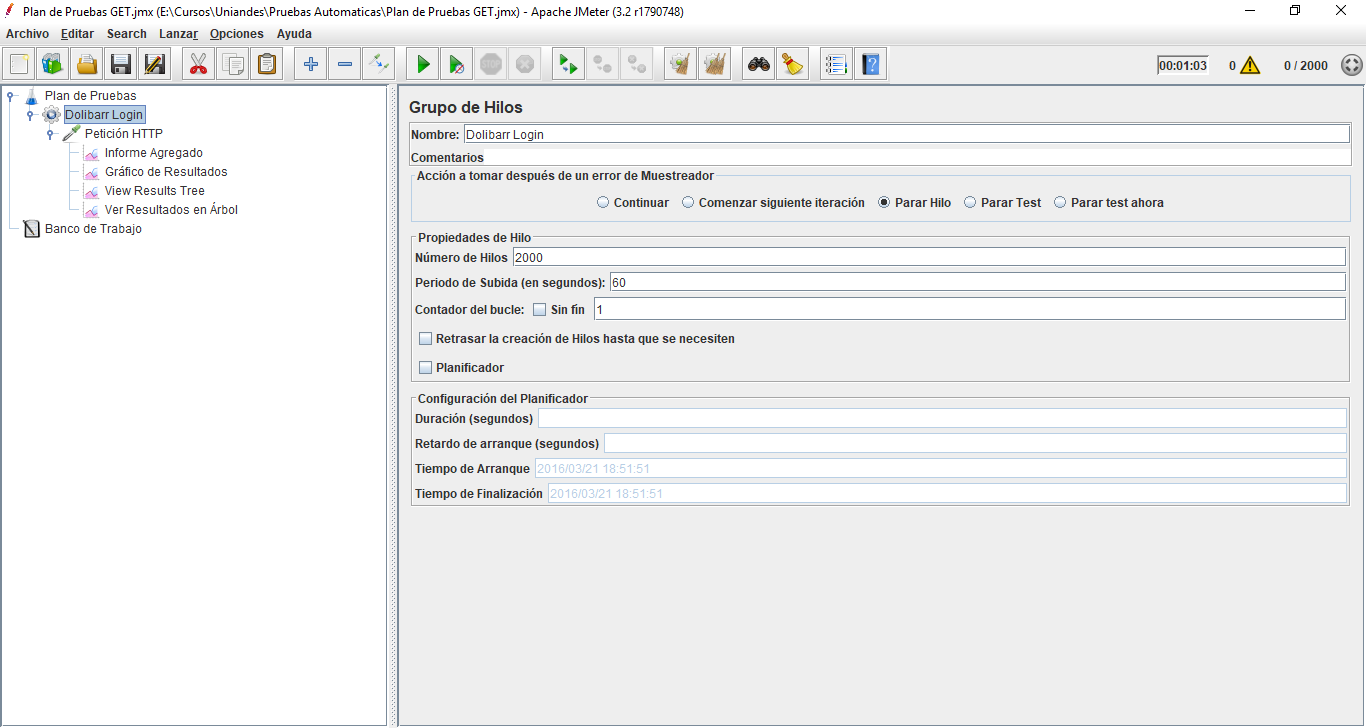 Plan de Pruebas GET.jmx (E:\Cursos\Uniandes\Pruebas Automaticas\Plan de Pruebas GET.jmx) - Apache JMeter (3.2 r1790748)
Archivo Editar Search Lanzar Opciones Ayuda
STOP 00:01:03 0 0 / 2000
Plan de Pruebas
Dolibarr Login
Petición HTTP
Informe Agregado
Gráfico de Resultados
View Results Tree
Ver Resultados en Árbol
Banco de Trabajo
Grupo de Hilos
Nombre: Dolibarr Login
Comentarios
Acción a tomar después de un error de Muestreador
Continuar Comenzar siguiente iteración Parar Hilo Parar Test Parar test ahora
Propiedades de Hilo
Número de Hilos 2000
Periodo de Subida (en segundos): 60
Contador del bucle: Sin fín 1
Retrasar la creación de Hilos hasta que se necesiten
Planificador
Configuración del Planificador
Duración (segundos)
Retardo de arranque (segundos)
Tiempo de Arranque 2016/03/21 18:51:51
Tiempo de Finalización 2016/03/21 18:51:51